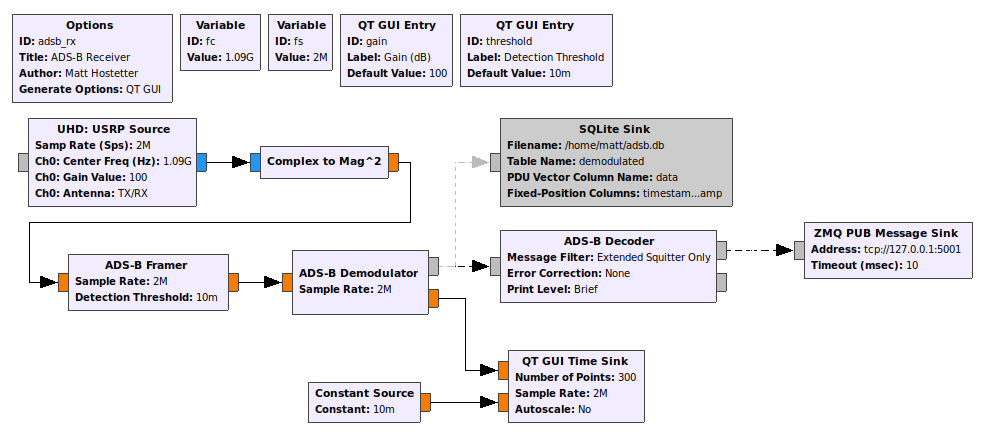 Options
ID: adsb_rx
Title: ADS-B Receiver
Author: Matt Hostetter
Generate Options: QT GUI
Variable
ID: fc
Value: 1.09G
Variable
ID: fs
Value: 2M
QT GUI Entry
ID: gain
Label: Gain (dB)
Default Value: 100
QT GUI Entry
ID: threshold
Label: Detection Threshold
Default Value: 10m
UHD: USRP Source
Samp Rate (Sps): 2M
Ch0: Center Freq (Hz): 1.09G
Ch0: Gain Value: 100
Ch0: Antenna: TX/RX
Complex to Mag^2
SQLite Sink
Filename: /home/matt/adsb.db
Table Name: demodulated
PDU Vector Column Name: data
Fixed-Position Columns: timestam...amp
ADS-B Framer
Sample Rate: 2M
Detection Threshold: 10m
ADS-B Demodulator
Sample Rate: 2M
ADS-B Decoder
Message Filter: Extended Squitter Only
Error Correction: None
Print Level: Brief
ZMQ PUB Message Sink
Address: tcp://127.0.0.1:5001
Timeout (msec): 10
QT GUI Time Sink
Number of Points: 300
Sample Rate: 2M
Autoscale: No
Constant Source
Constant: 10m